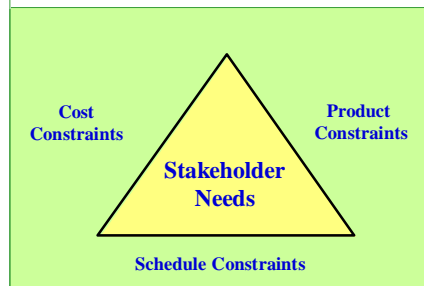 Cost
Constraints
Product
Constraints
Stakeholder
Needs
Schedule Constraints